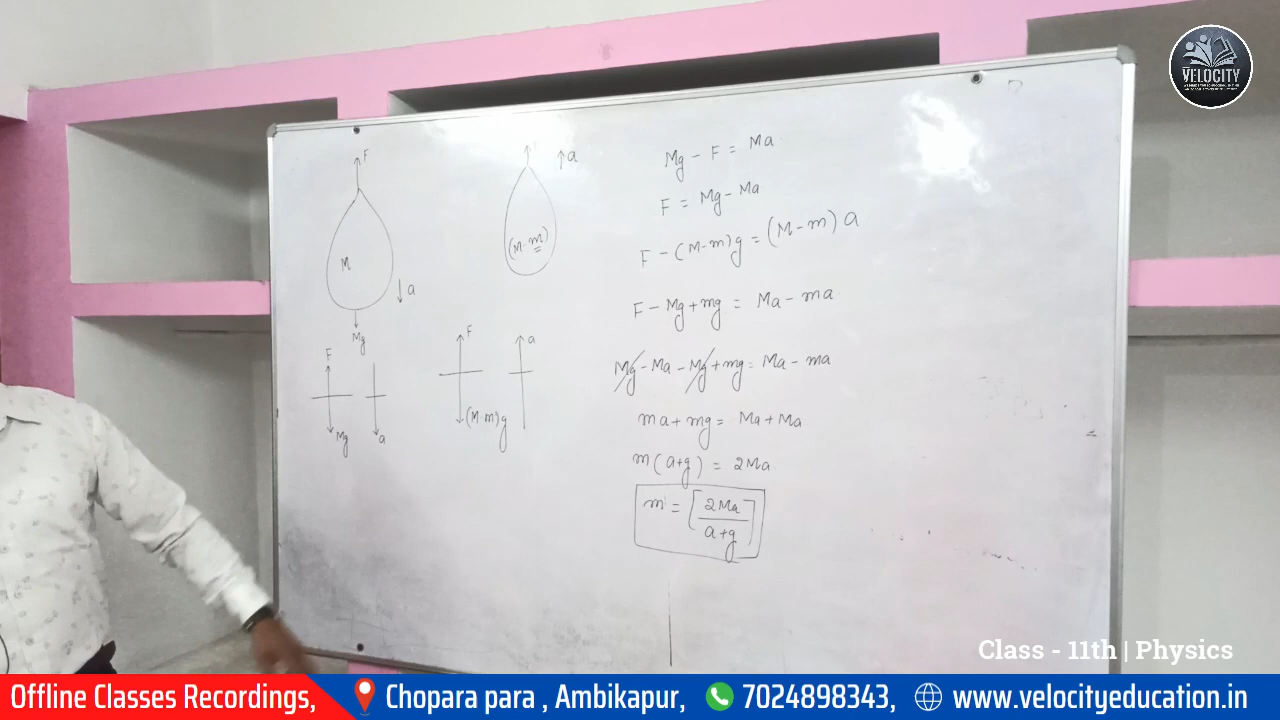 VELOCITY
F
M
↓a
Mg
F
Mg
a
↑a
(M-m)
F
(M-m)g
a
Mg - F = Ma
F = Mg - Ma
F - (M-m)g = (M-m) a
F - Mg + mg = Ma - ma
Mg - Ma - Mg + mg = Ma - ma
ma + mg = Ma + Ma
m(a+g) = 2Ma
m = [2Ma / a+g]
Class - 11th | Physics
Offline Classes Recordings, Chopara para , Ambikapur, 7024898343, www.velocityeducation.in